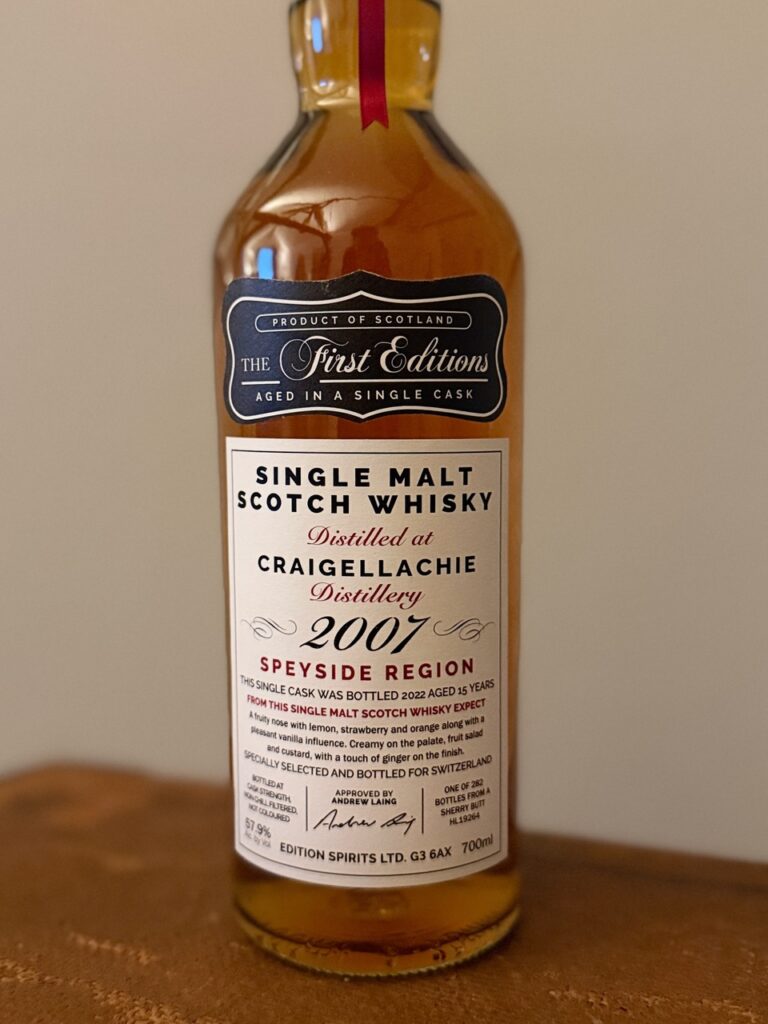 PRODUCT OF SCOTLAND
THE First Editions
AGED IN A SINGLE CASK
SINGLE MALT
SCOTCH WHISKY
Distilled at
CRAIGELLACHIE
Distillery
2007
SPEYSIDE REGION
THIS SINGLE CASK WAS BOTTLED 2022 AGED 15 YEARS
FROM THIS SINGLE MALT SCOTCH WHISKY EXPECT
A fruity nose with lemon, strawberry and orange along with a
pleasant vanilla influence. Creamy on the palate, fruit salad
and custard, with a touch of ginger on the finish.
SPECIALLY SELECTED AND BOTTLED FOR SWITZERLAND
BOTTLED AT
CASK STRENGTH,
NON CHILL FILTERED,
NOT COLOURED
57.9%
Alc. by Vol
APPROVED BY
ANDREW LAING
Andrew Laing
ONE OF 282
BOTTLES FROM A
SHERRY BUTT
HL19264
EDITION SPIRITS LTD. G3 6AX 700ml